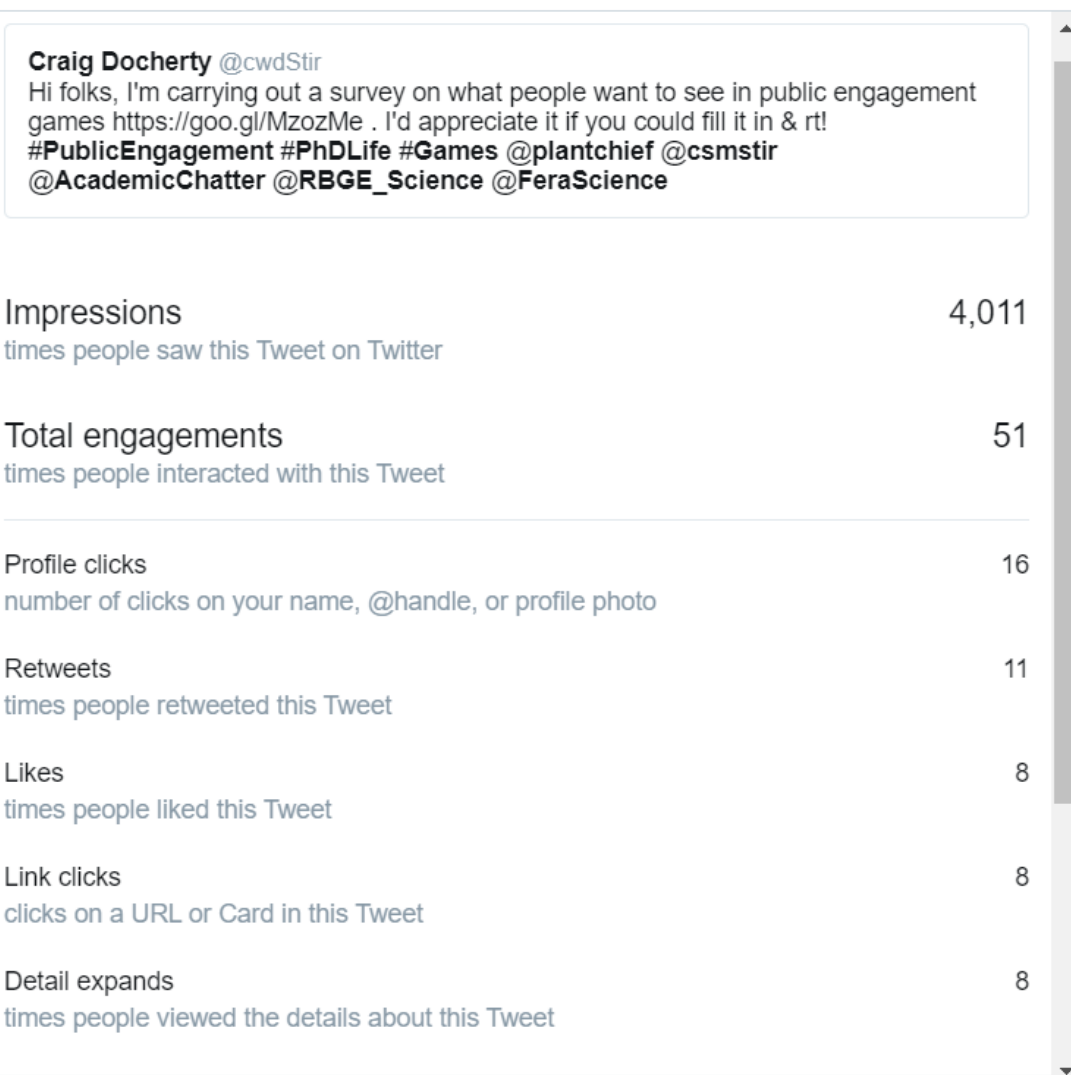 Craig Docherty @cwdStir
Hi folks, I'm carrying out a survey on what people want to see in public engagement
games https://goo.gl/MzozMe . I'd appreciate it if you could fill it in & rt!
#PublicEngagement #PhDLife #Games @plantchief @csmstir
@AcademicChatter @RBGE_Science @FeraScience
Impressions 4,011
times people saw this Tweet on Twitter
Total engagements 51
times people interacted with this Tweet
Profile clicks 16
number of clicks on your name, @handle, or profile photo
Retweets 11
times people retweeted this Tweet
Likes 8
times people liked this Tweet
Link clicks 8
clicks on a URL or Card in this Tweet
Detail expands 8
times people viewed the details about this Tweet